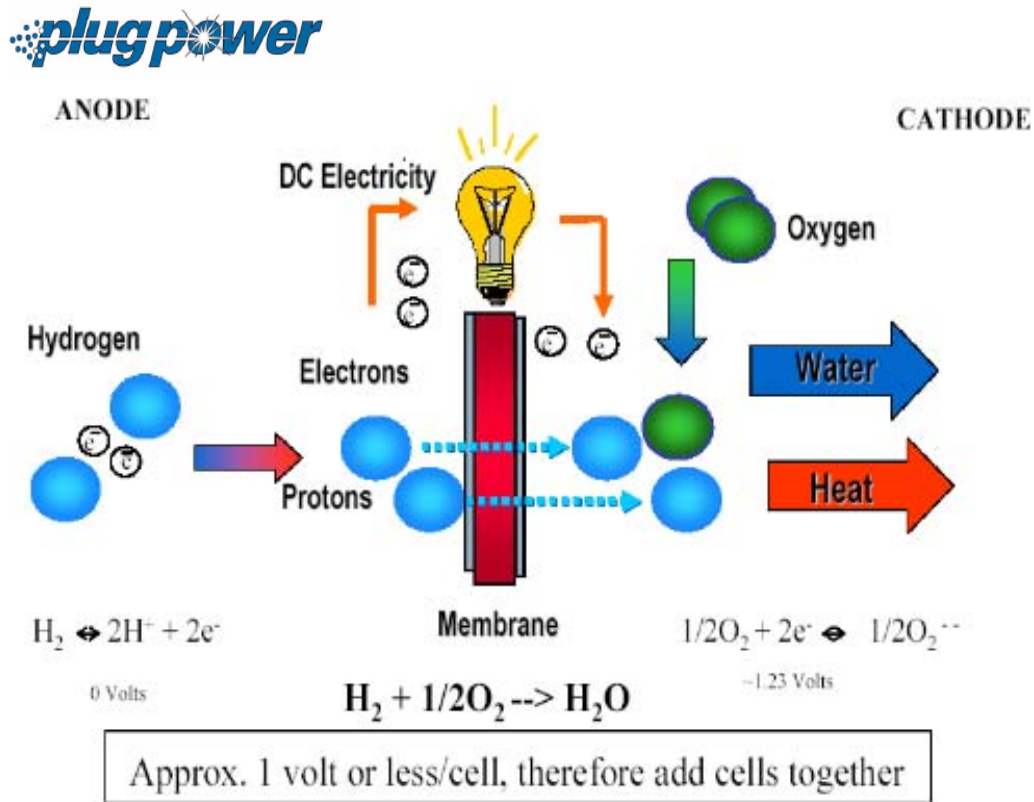 plug power
ANODE
CATHODE
DC Electricity
Oxygen
e⁻
e⁻
Hydrogen
e⁻ e⁻
Electrons
Water
e⁻
e⁻
Protons
Heat
Membrane
H₂ ⇔ 2H⁺ + 2e⁻
1/2O₂ + 2e⁻ ⇔ 1/2O₂⁻⁻
0 Volts
~1.23 Volts
H₂ + 1/2O₂ --> H₂O
Approx. 1 volt or less/cell, therefore add cells together